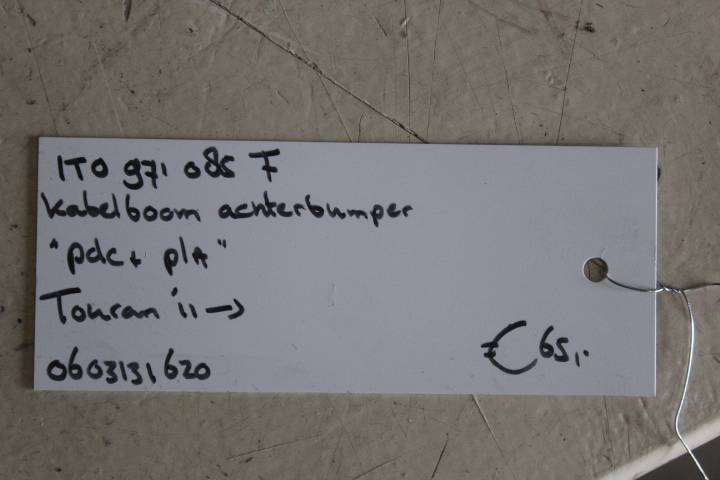 1T0 971 085 F
Kabelboom achterbumper
"pdc + pla"
Touran '11 →
0603131620
€ 65,-